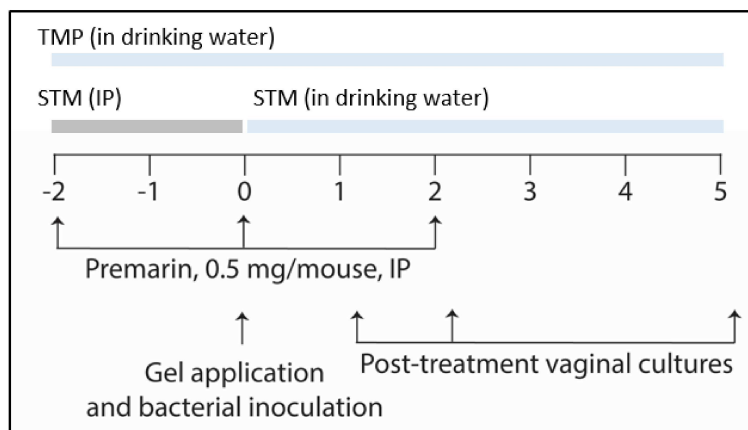 TMP (in drinking water)
STM (IP) STM (in drinking water)
-2 -1 0 1 2 3 4 5
Premarin, 0.5 mg/mouse, IP
Gel application
and bacterial inoculation
Post-treatment vaginal cultures